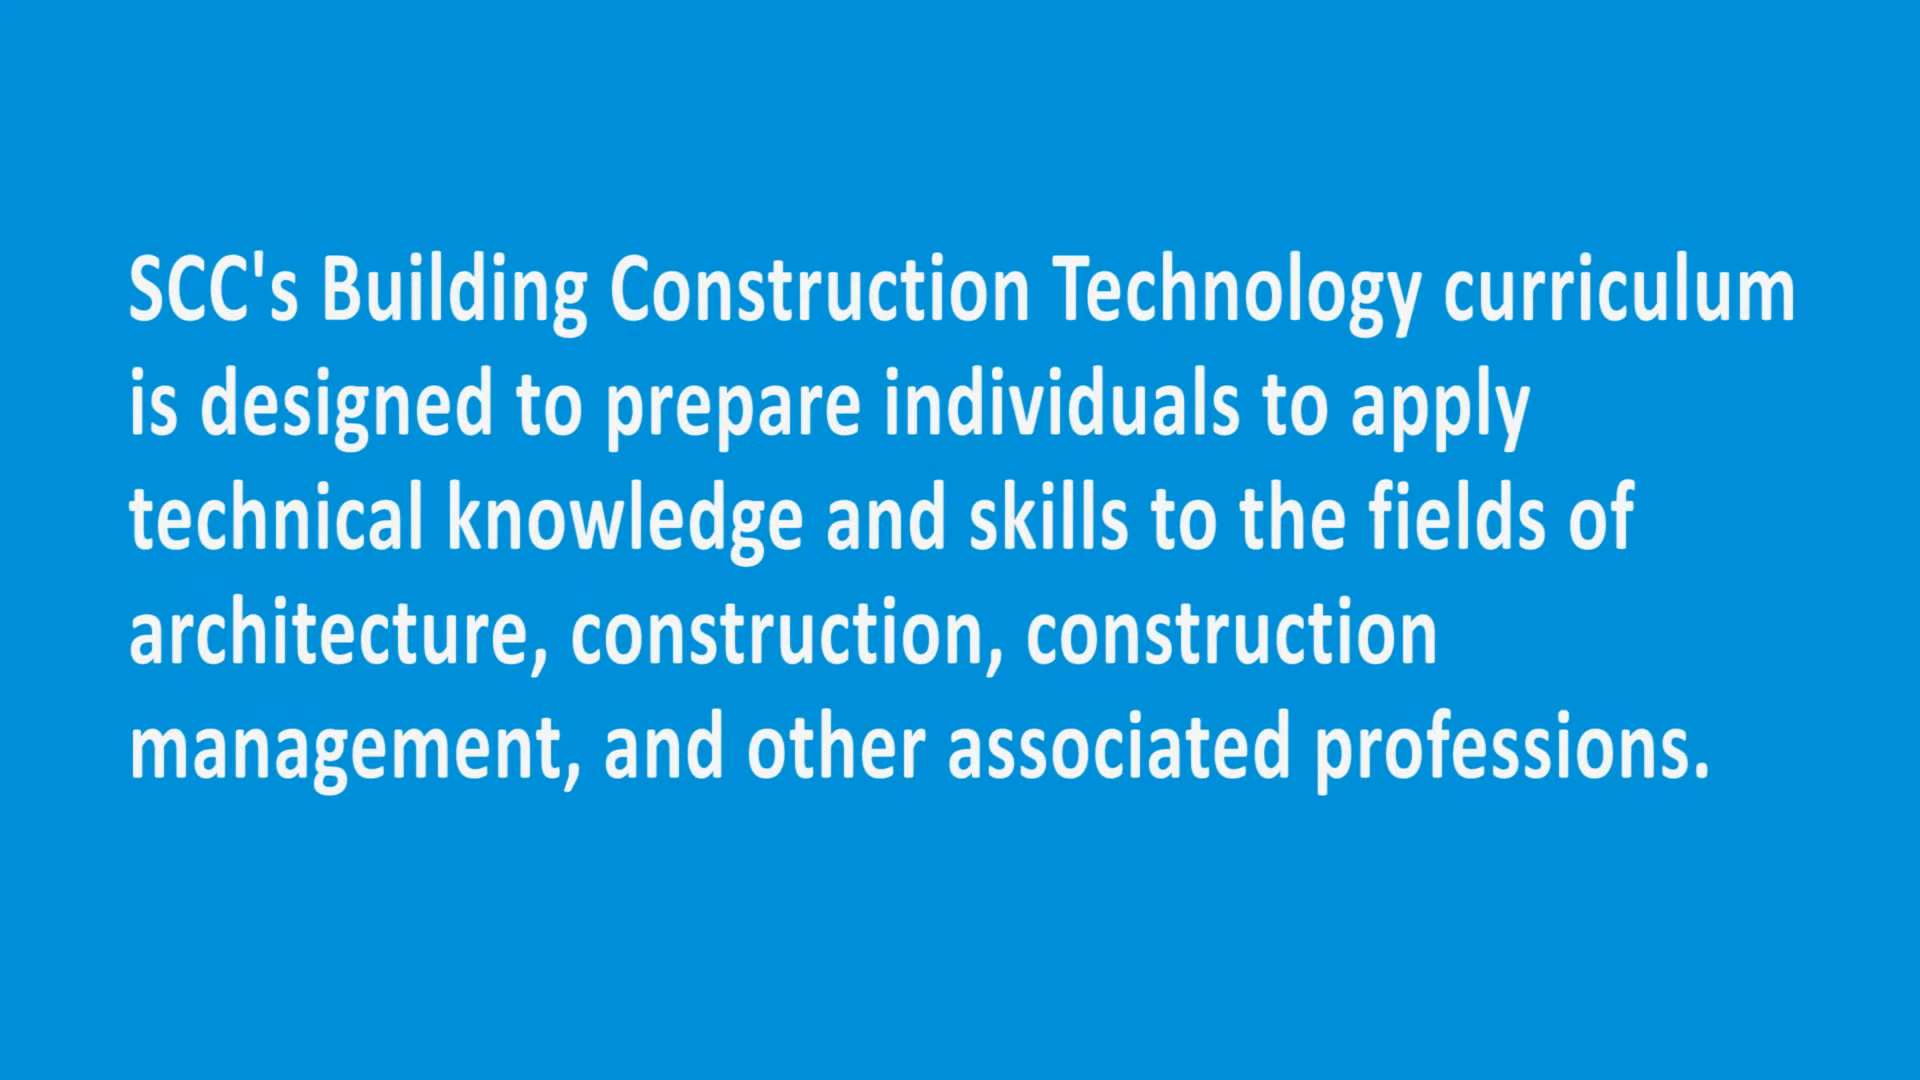 SCC's Building Construction Technology curriculum
is designed to prepare individuals to apply
technical knowledge and skills to the fields of
architecture, construction, construction
management, and other associated professions.